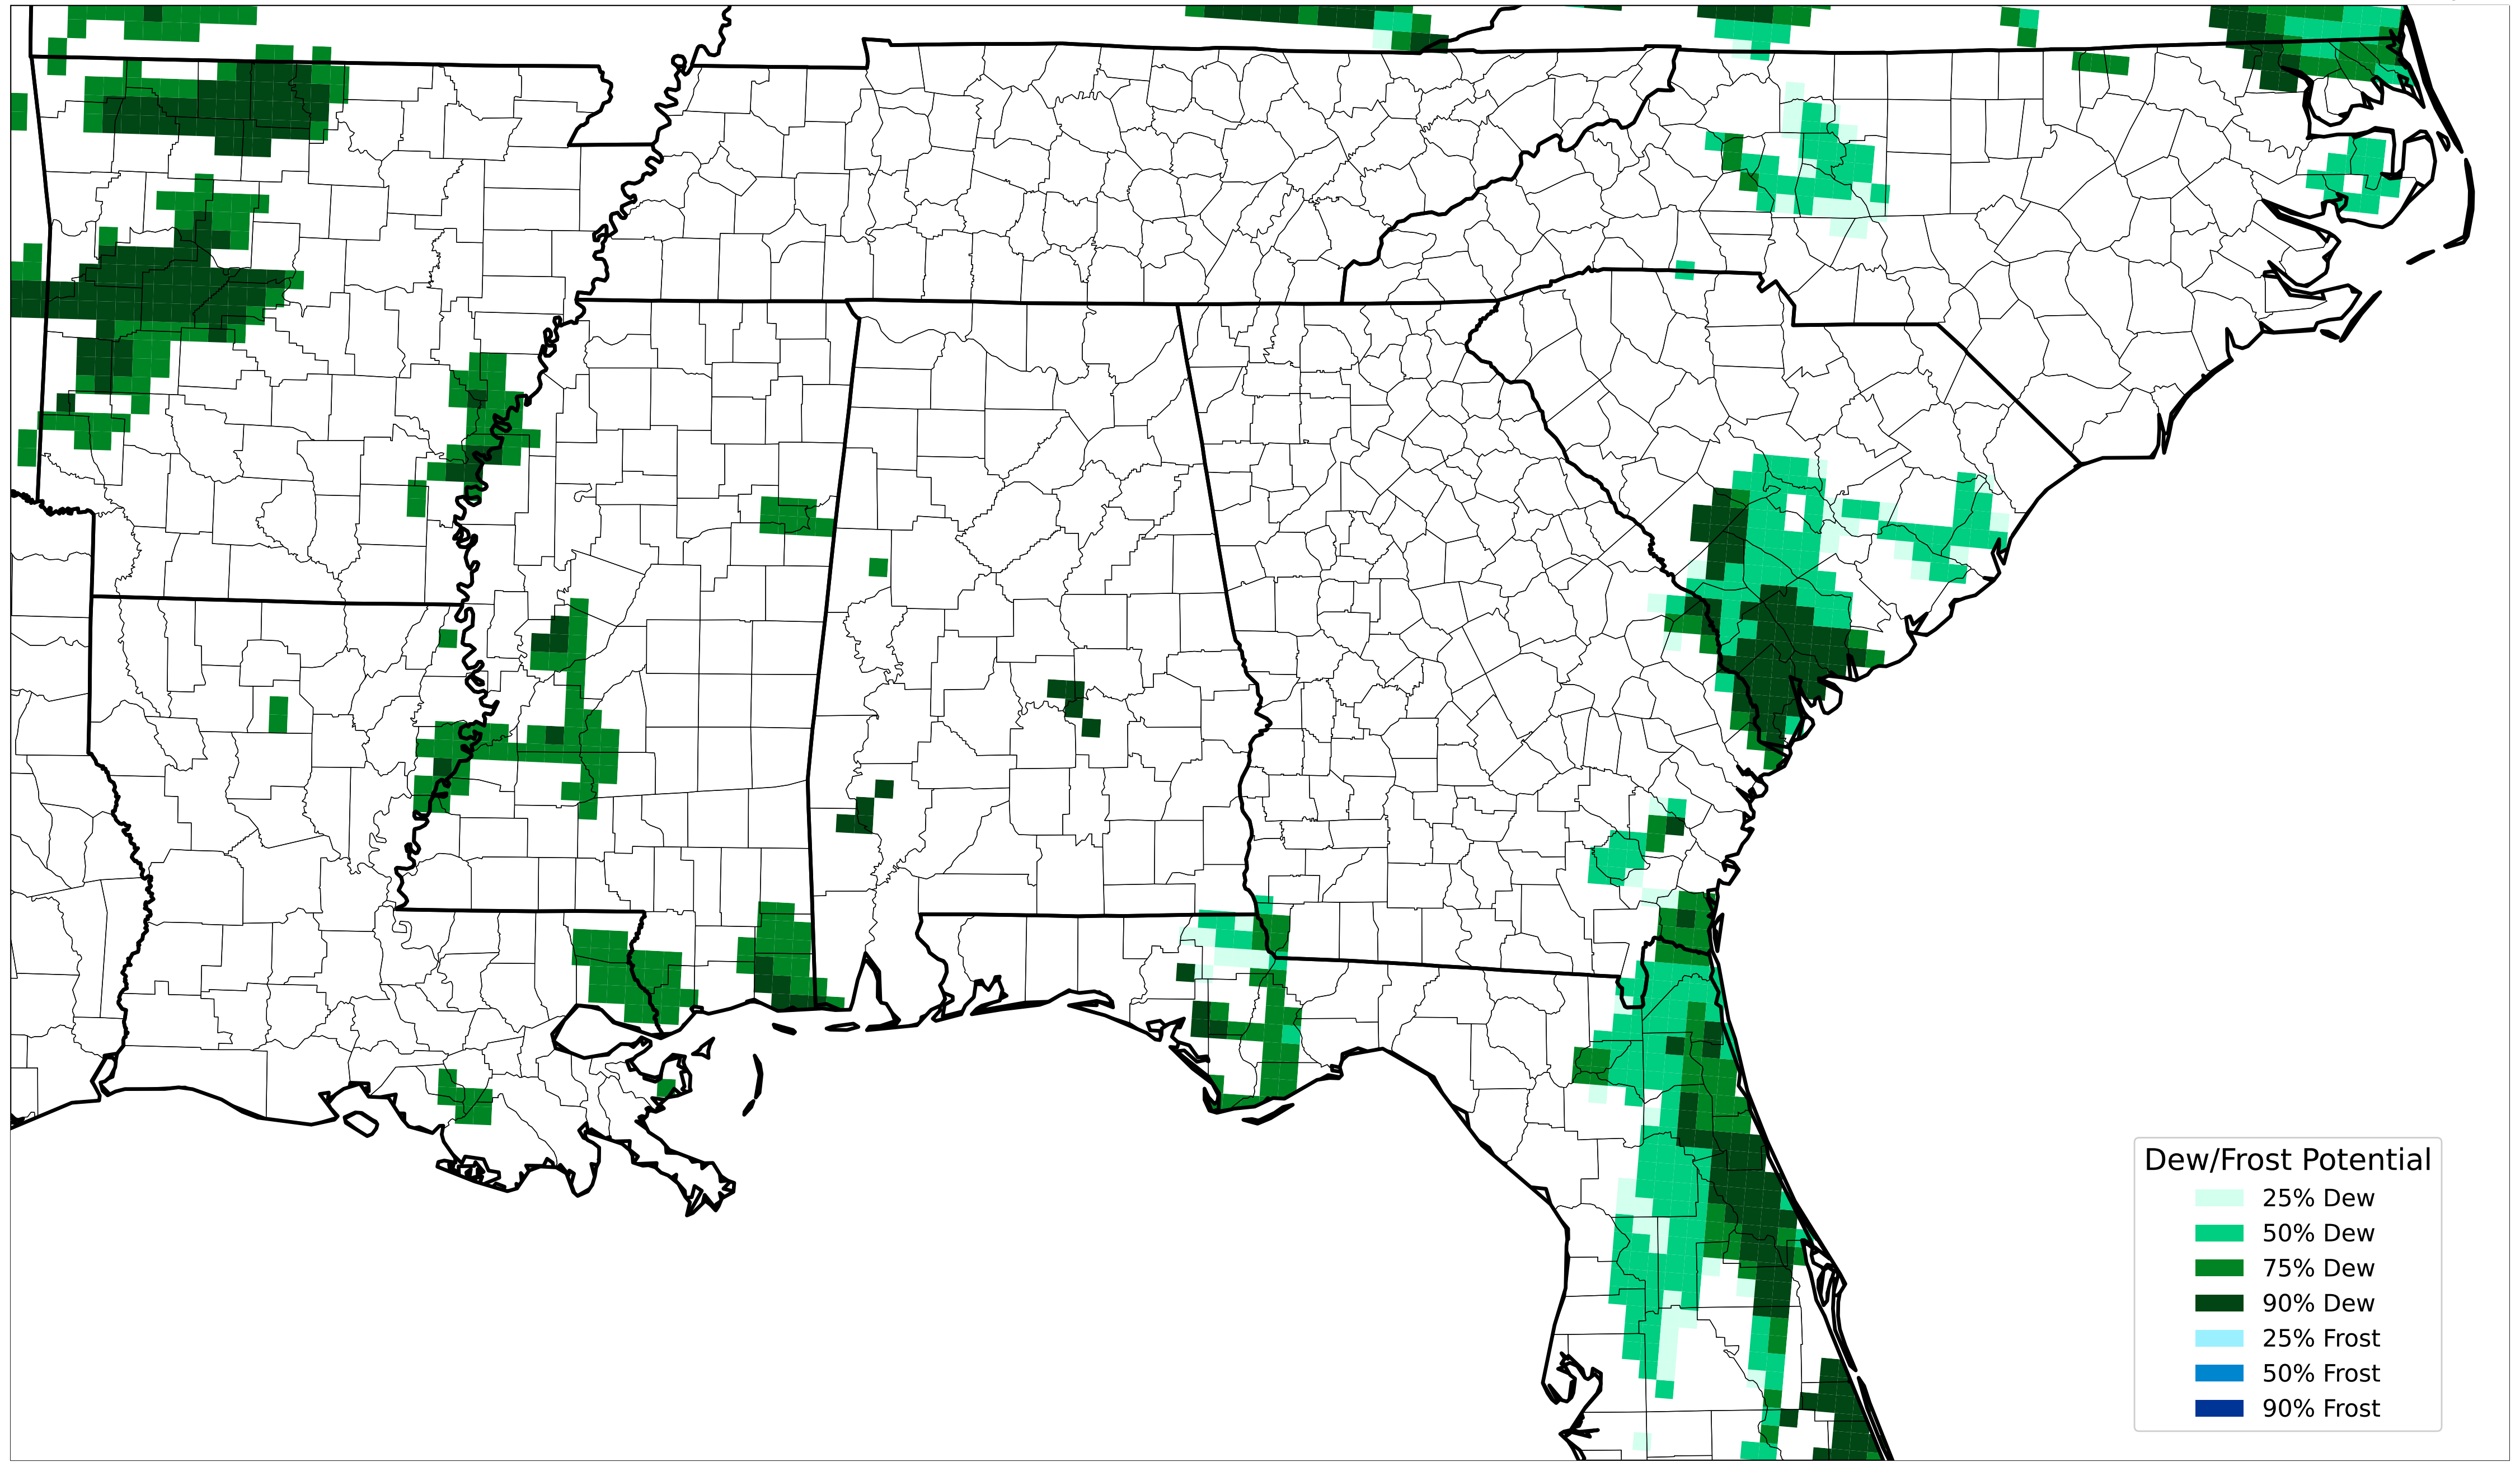 Dew/Frost Potential
25% Dew
50% Dew
75% Dew
90% Dew
25% Frost
50% Frost
90% Frost